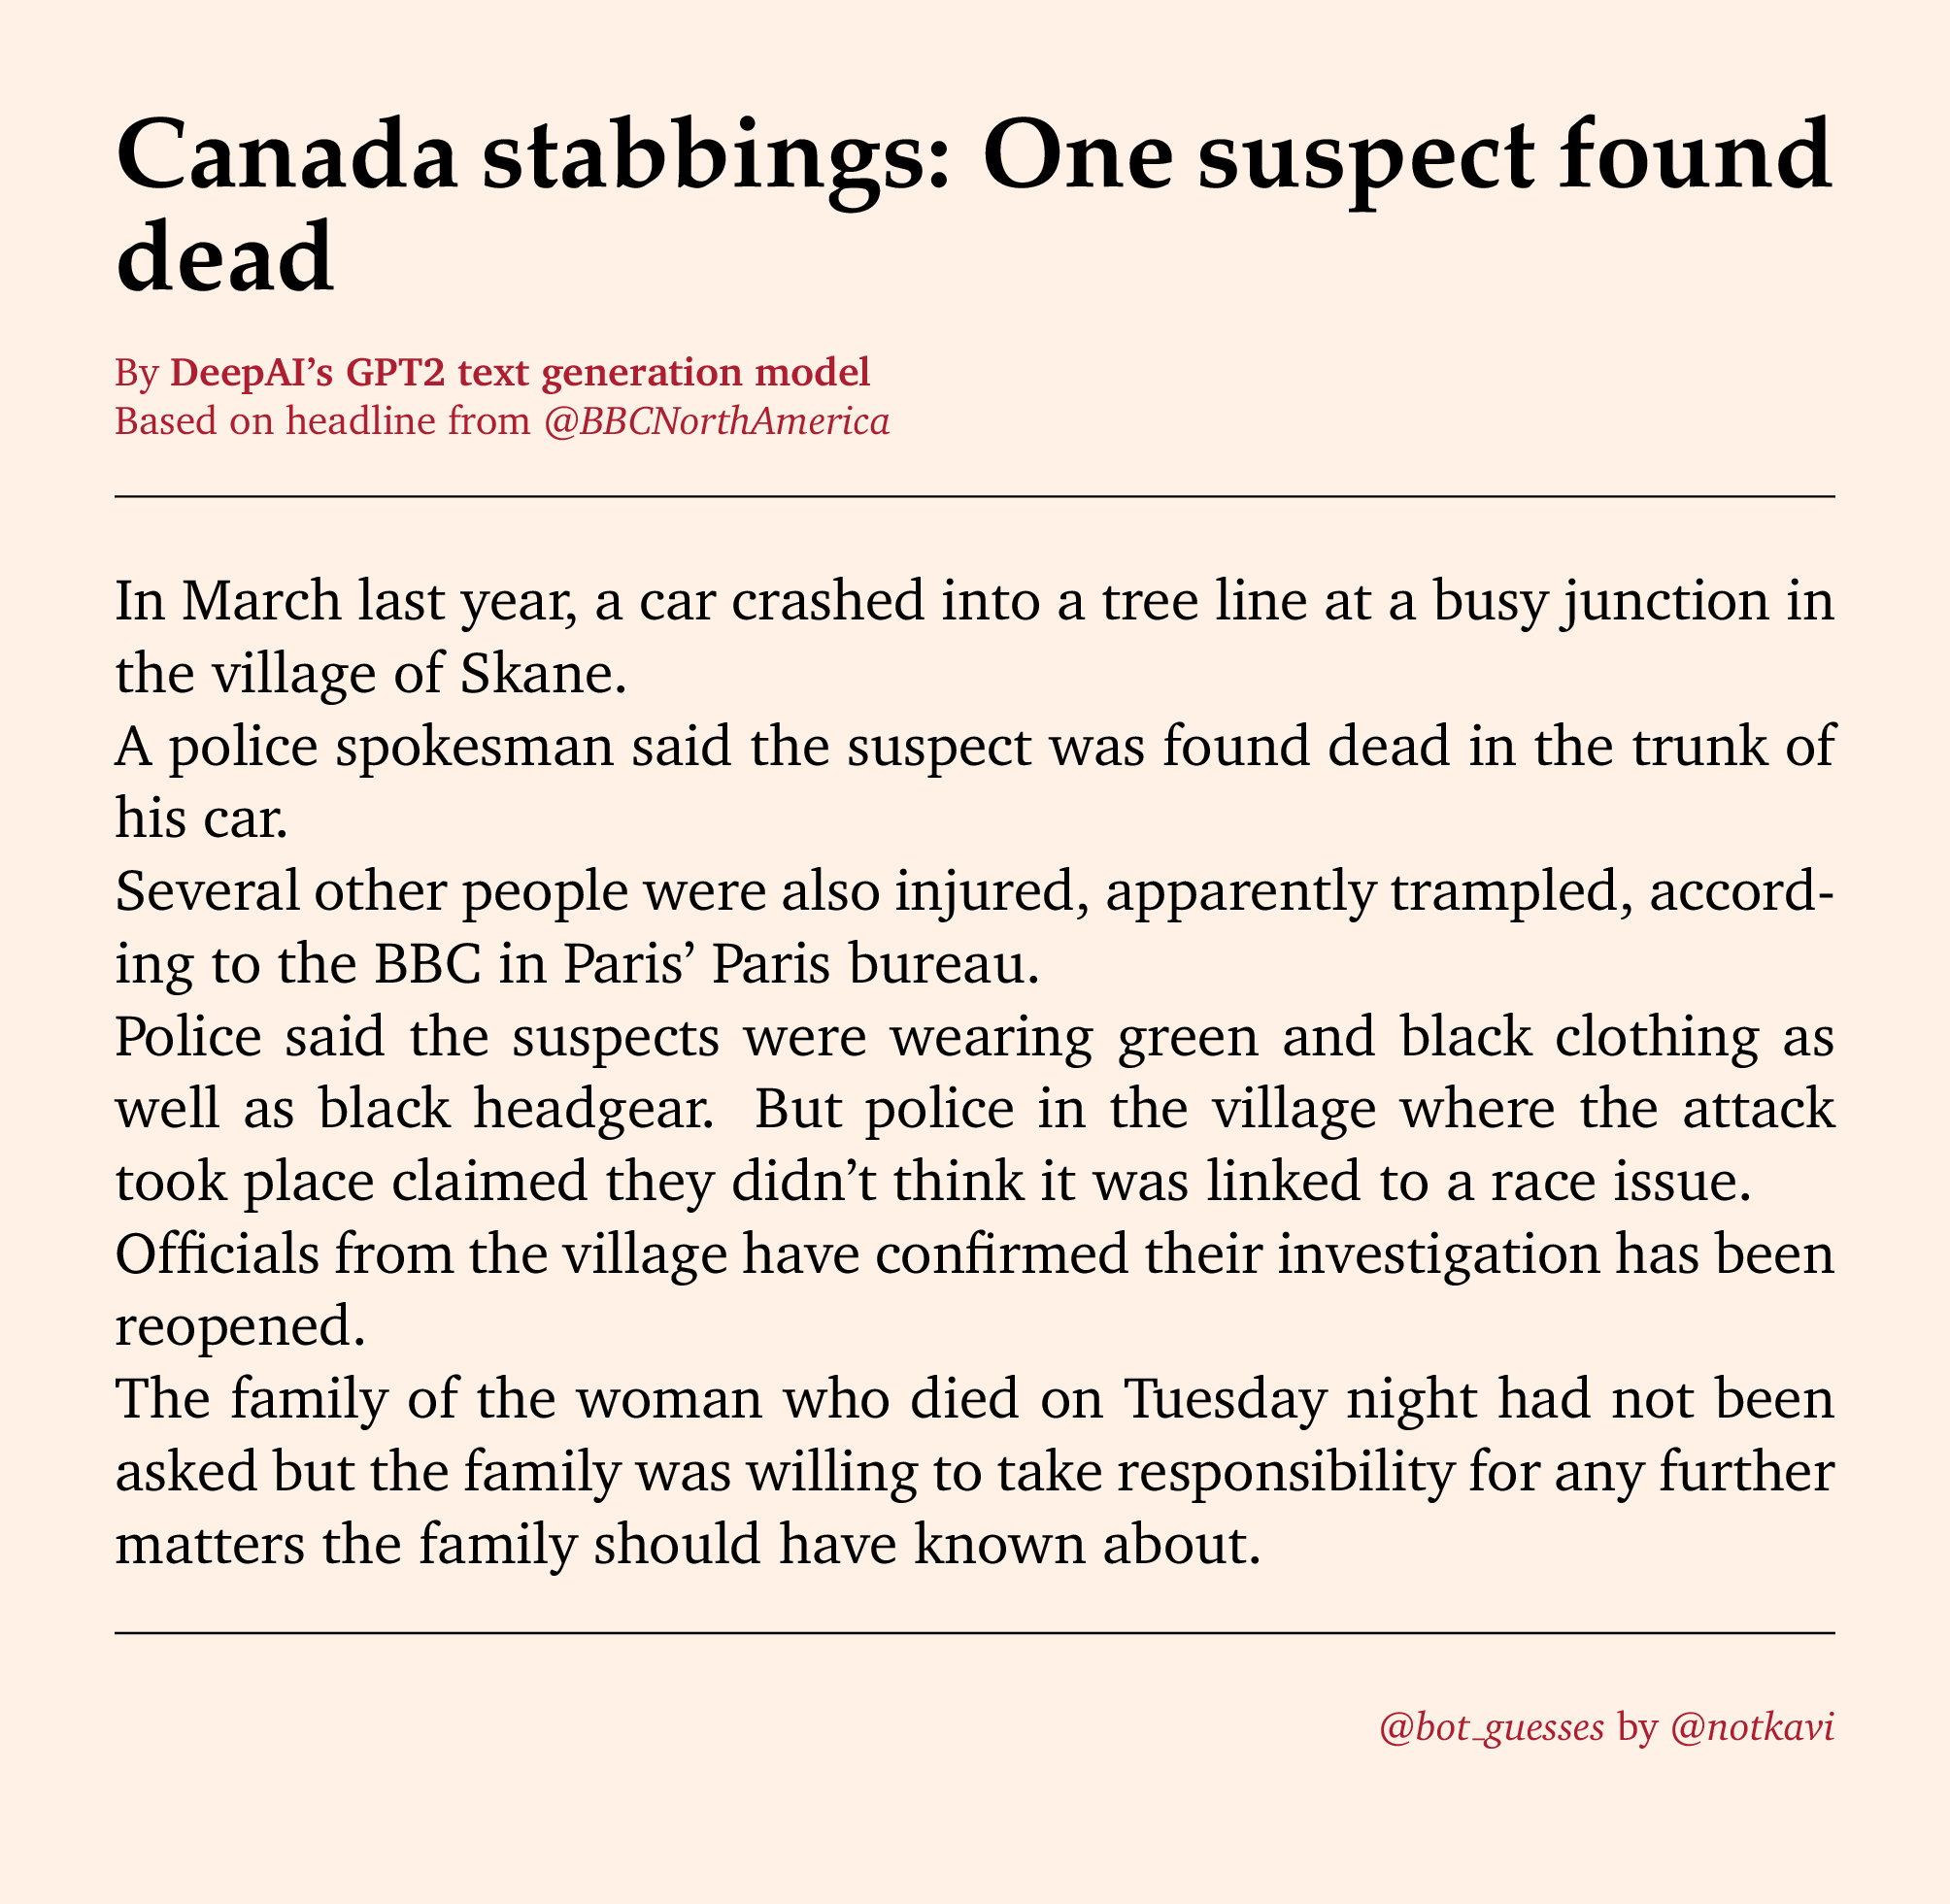 Canada stabbings: One suspect found
dead
By DeepAI’s GPT2 text generation model
Based on headline from @BBCNorthAmerica
In March last year, a car crashed into a tree line at a busy junction in
the village of Skane.
A police spokesman said the suspect was found dead in the trunk of
his car.
Several other people were also injured, apparently trampled, accord-
ing to the BBC in Paris’ Paris bureau.
Police said the suspects were wearing green and black clothing as
well as black headgear. But police in the village where the attack
took place claimed they didn’t think it was linked to a race issue.
Officials from the village have confirmed their investigation has been
reopened.
The family of the woman who died on Tuesday night had not been
asked but the family was willing to take responsibility for any further
matters the family should have known about.
@bot_guesses by @notkavi